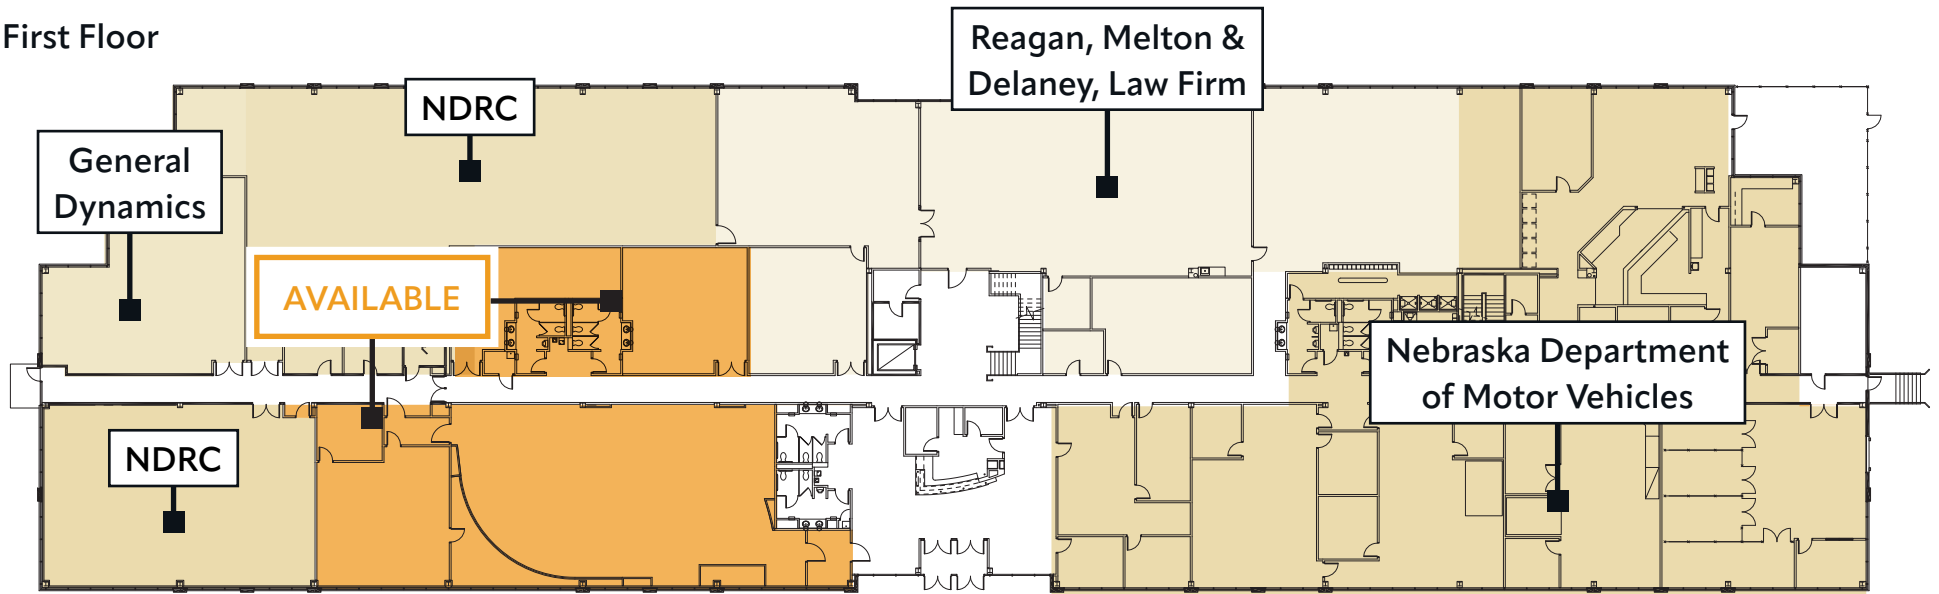 First Floor
Reagan, Melton &
Delaney, Law Firm
NDRC
General
Dynamics
AVAILABLE
Nebraska Department
of Motor Vehicles
NDRC